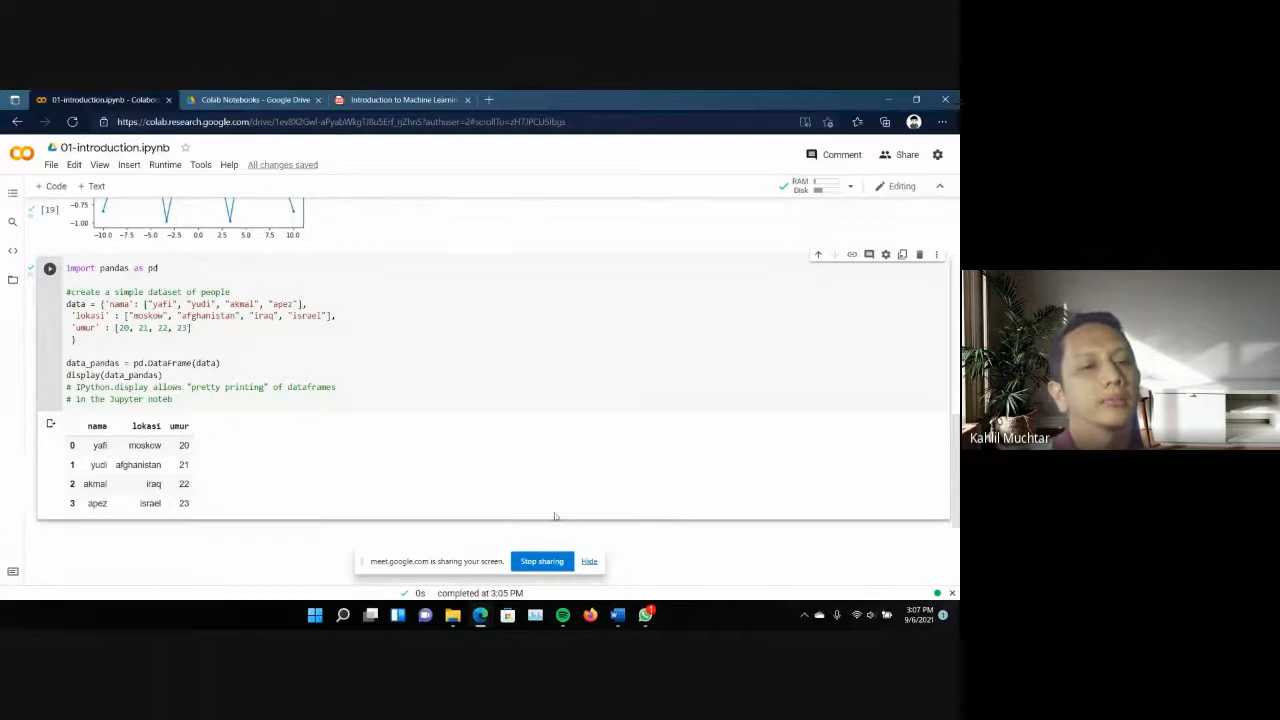 01-introduction.ipynb - Colabo
Colab Notebooks - Google Drive
Introduction to Machine Learnin
https://colab.research.google.com/drive/
01-introduction.ipynb
File Edit View Insert Runtime Tools Help All changes saved
Comment
Share
+ Code + Text
RAM
Disk
Editing
[19]
-0.75
-1.00
-10.0 -7.5 -5.0 -2.5 0.0 2.5 5.0 7.5 10.0
import pandas as pd
#create a simple dataset of people
data = {'nama': ["yafi", "yudi", "akmal", "apez"],
'lokasi' : ["moskow", "afghanistan", "iraq", "israel"],
'umur' : [20, 21, 22, 23]
}
data_pandas = pd.DataFrame(data)
display(data_pandas)
# IPython.display allows "pretty printing" of dataframes
# in the Jupyter noteb
nama lokasi umur
0 yafi moskow 20
1 yudi afghanistan 21
2 akmal iraq 22
3 apez israel 23
Kahlil Muchtar
meet.google.com is sharing your screen.
Stop sharing
Hide
0s completed at 3:05 PM
3:07 PM
9/6/2021